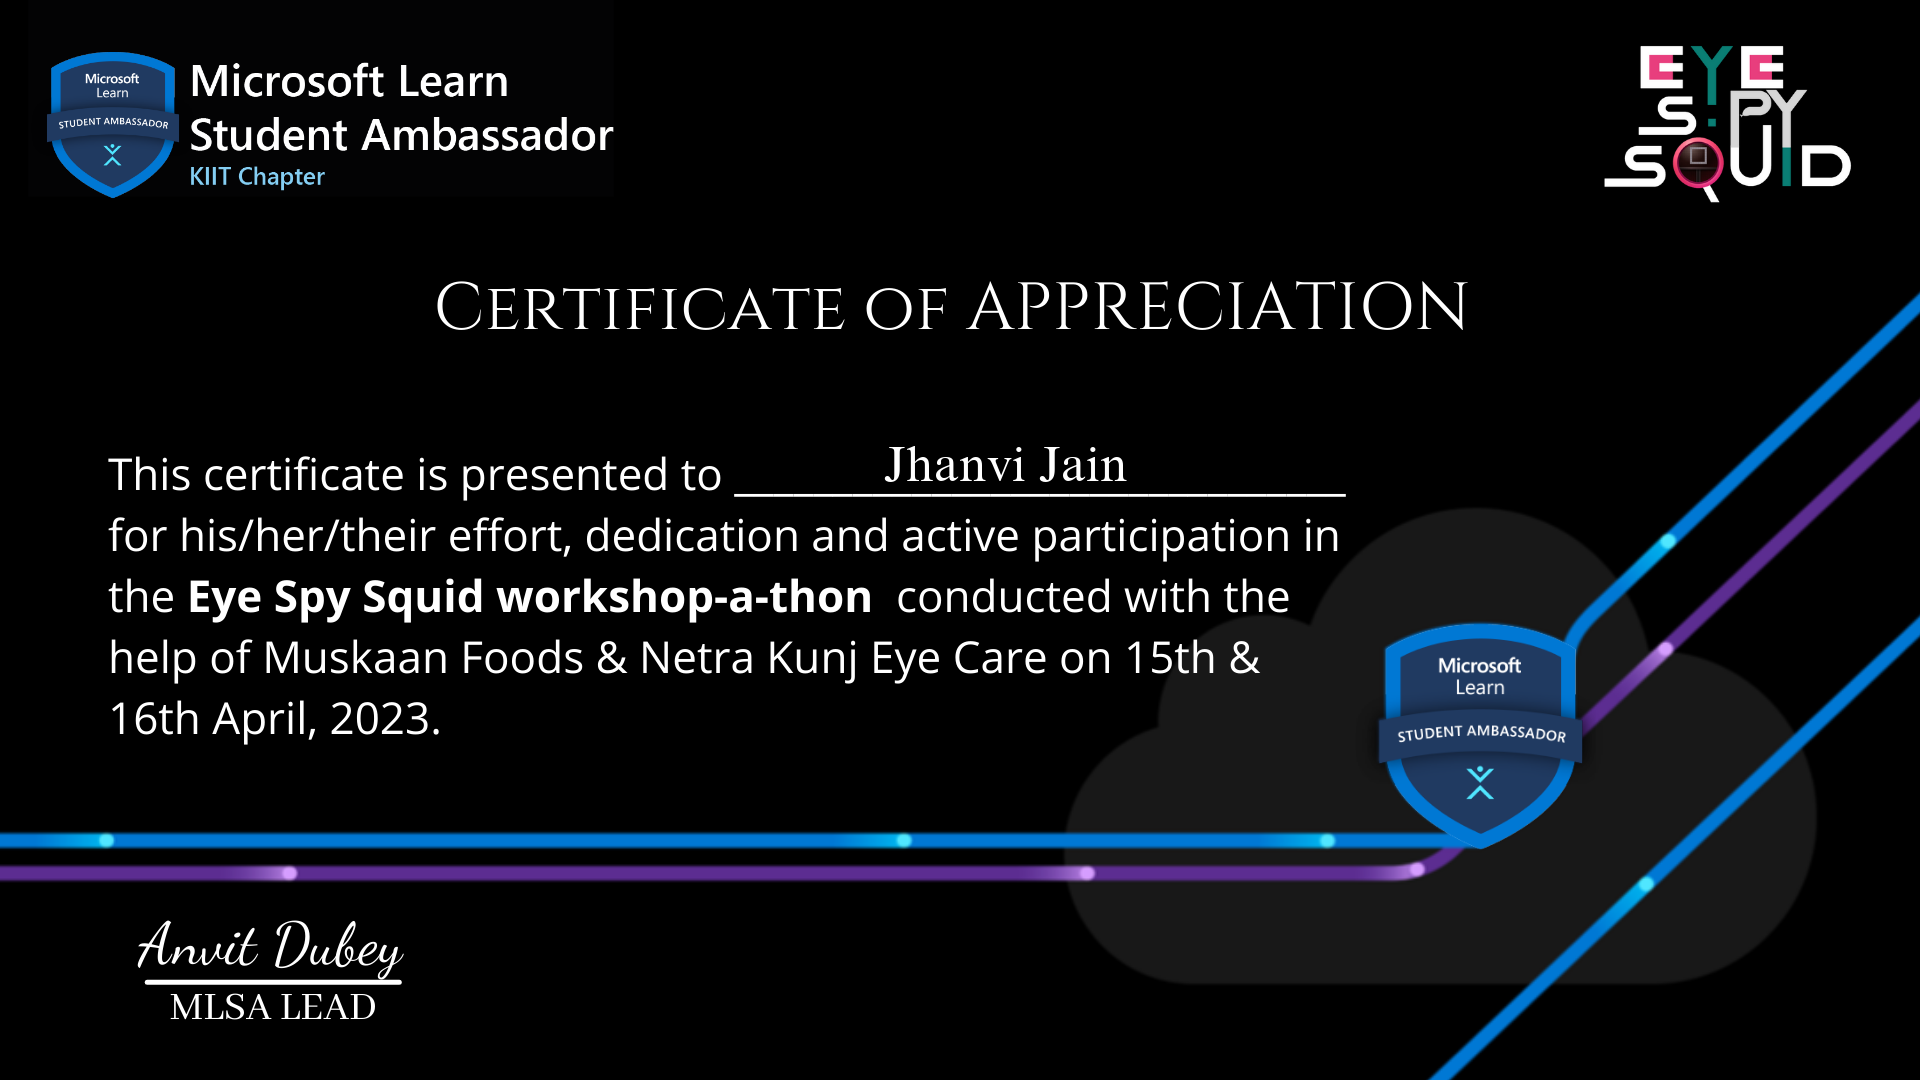 Microsoft
Learn
STUDENT AMBASSADOR
Microsoft Learn
Student Ambassador
KIIT Chapter
EYE
SPY
SQUID
CERTIFICATE OF APPRECIATION
This certificate is presented to Jhanvi Jain
for his/her/their effort, dedication and active participation in
the Eye Spy Squid workshop-a-thon conducted with the
help of Muskaan Foods & Netra Kunj Eye Care on 15th &
16th April, 2023.
Microsoft
Learn
STUDENT AMBASSADOR
Anvit Dubey
MLSA LEAD